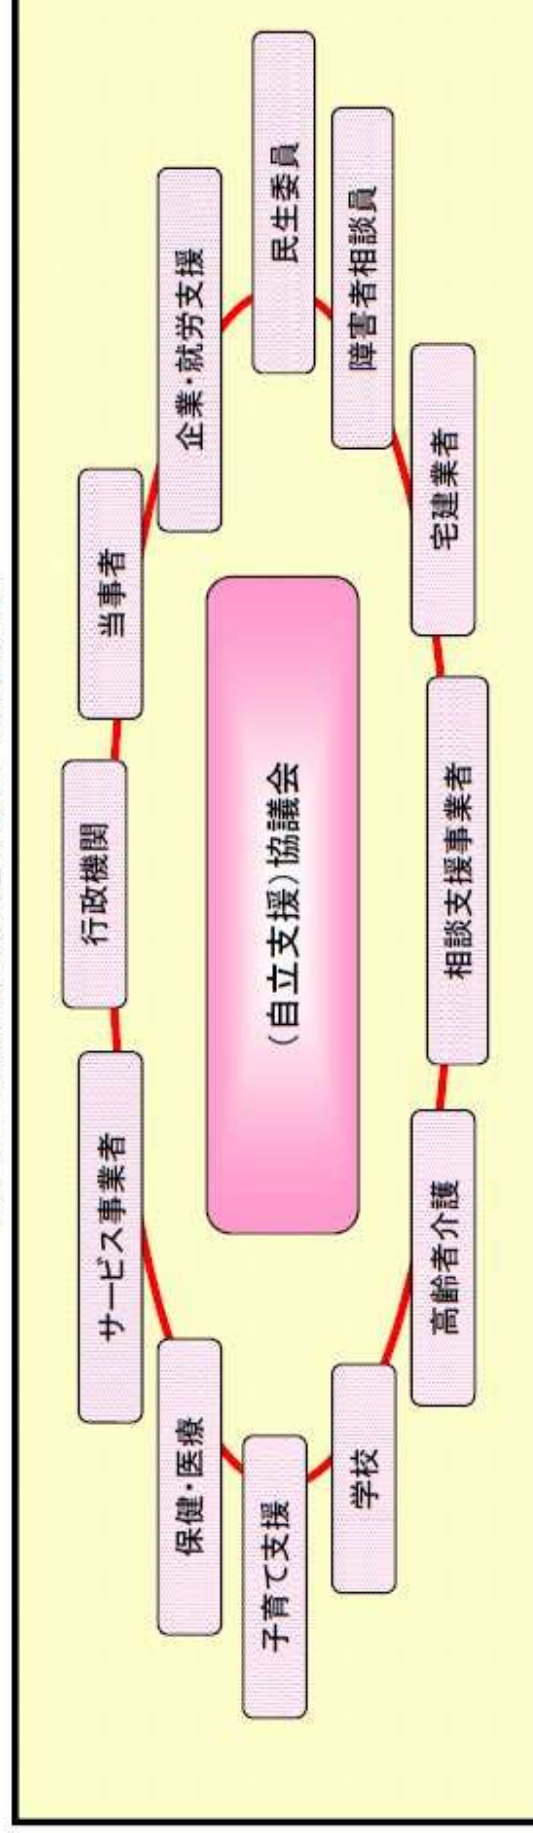 行政機関
サービス事業者
当事者
保健・医療
企業・就労支援
子育て支援
(自立支援)協議会
民生委員
学校
障害者相談員
高齢者介護
宅建業者
相談支援事業者